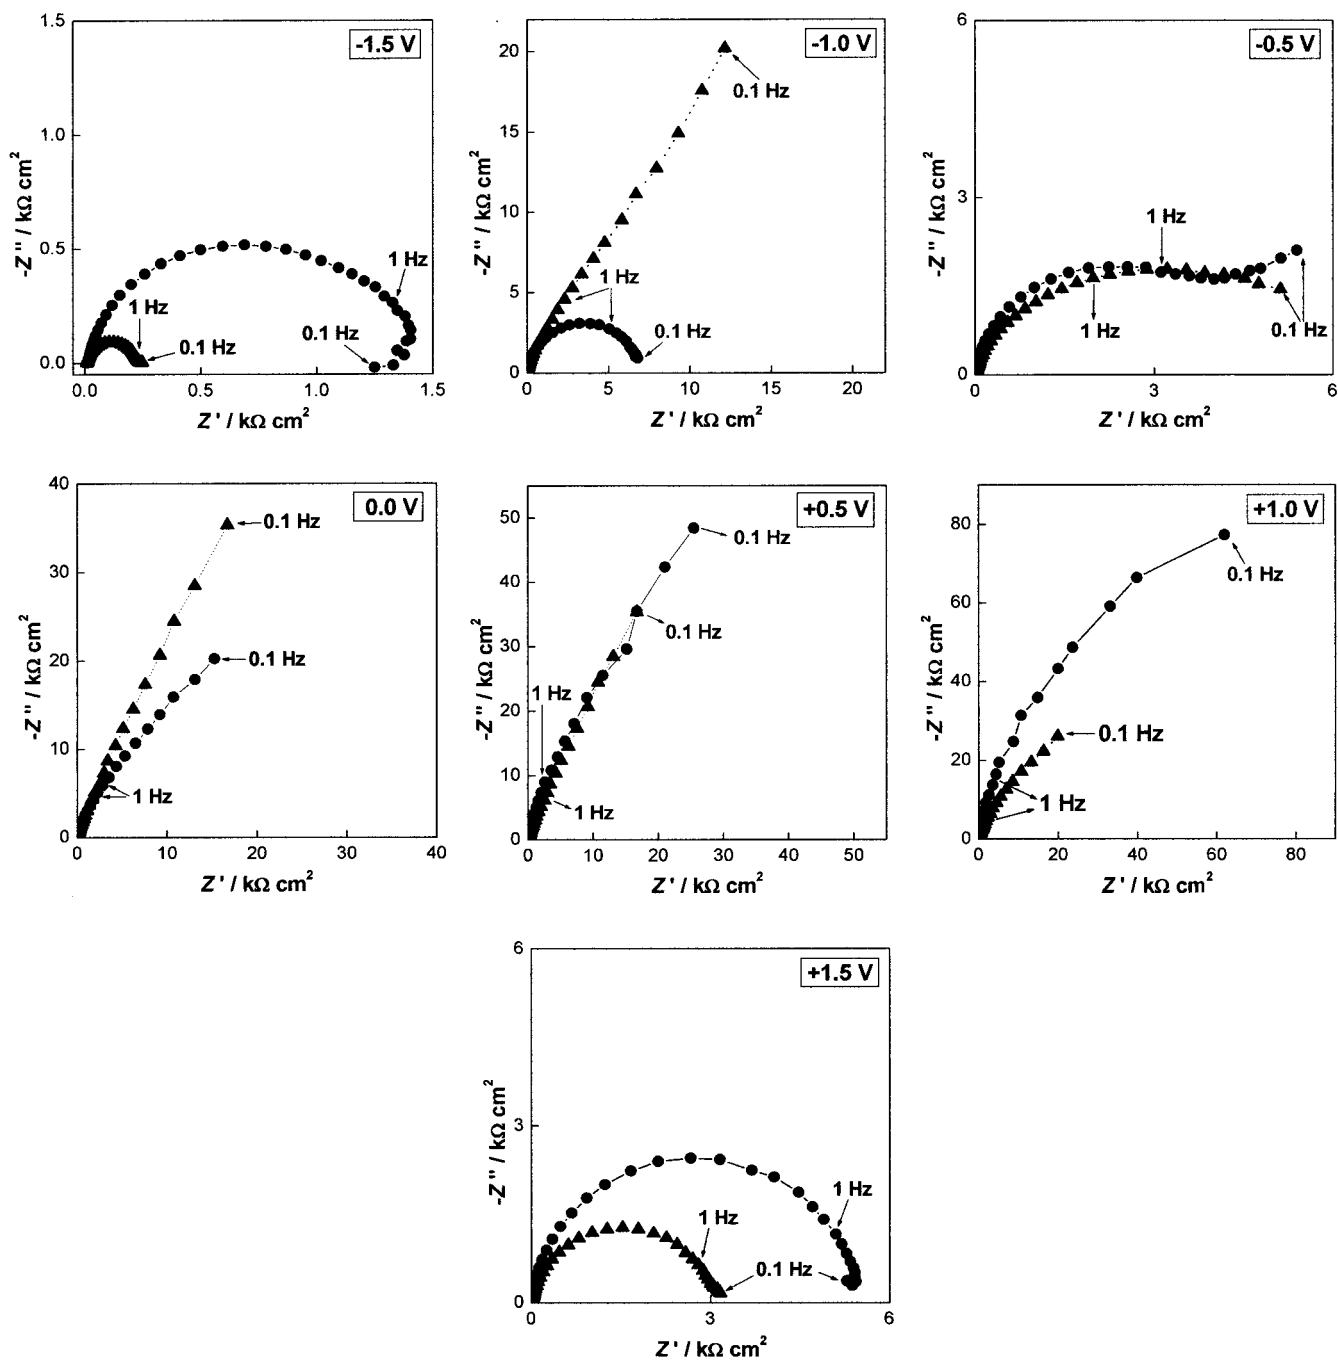 -1.5 V
1.5
1.0
0.5
0.0
-Z'' / kΩ cm²
1 Hz
1 Hz
0.1 Hz
0.1 Hz
0.0 0.5 1.0 1.5
Z' / kΩ cm²
-1.0 V
20
15
10
5
0
-Z'' / kΩ cm²
0.1 Hz
1 Hz
0.1 Hz
0 5 10 15 20
Z' / kΩ cm²
-0.5 V
6
3
0
-Z'' / kΩ cm²
1 Hz
1 Hz
0.1 Hz
0 3 6
Z' / kΩ cm²
0.0 V
40
30
20
10
0
-Z'' / kΩ cm²
0.1 Hz
0.1 Hz
1 Hz
0 10 20 30 40
Z' / kΩ cm²
+0.5 V
50
40
30
20
10
0
-Z'' / kΩ cm²
0.1 Hz
0.1 Hz
1 Hz
1 Hz
0 10 20 30 40 50
Z' / kΩ cm²
+1.0 V
80
60
40
20
0
-Z'' / kΩ cm²
0.1 Hz
0.1 Hz
1 Hz
0 20 40 60 80
Z' / kΩ cm²
+1.5 V
6
3
0
-Z'' / kΩ cm²
1 Hz
1 Hz
0.1 Hz
0 3 6
Z' / kΩ cm²